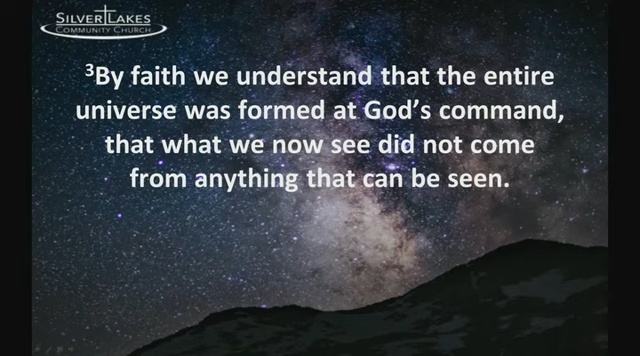 SILVER LAKES
COMMUNITY CHURCH
³By faith we understand that the entire
universe was formed at God's command,
that what we now see did not come
from anything that can be seen.